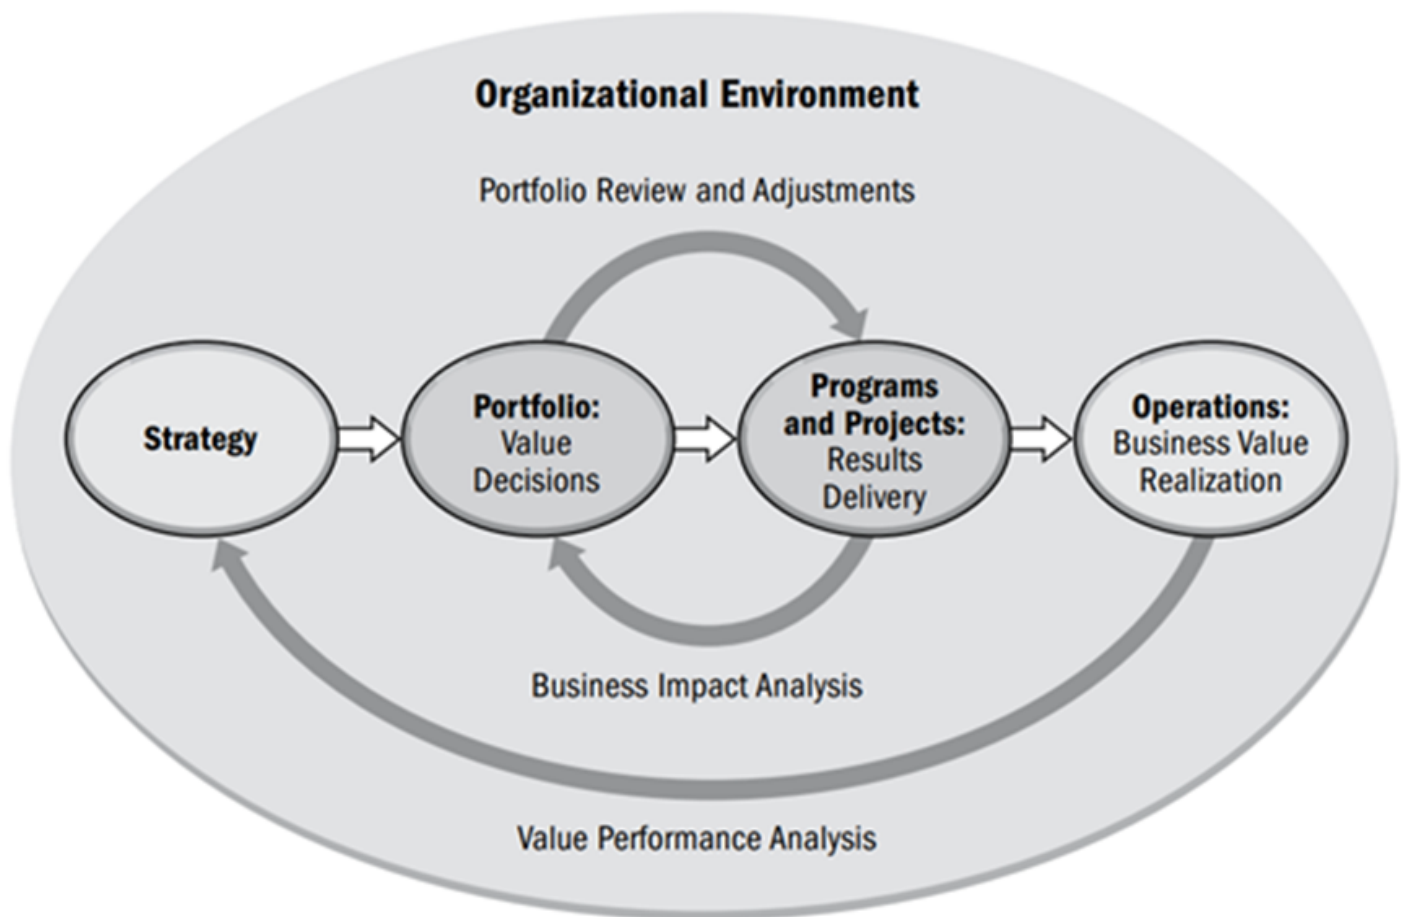 Organizational Environment
Portfolio Review and Adjustments
Strategy
Portfolio:
Value
Decisions
Programs
and Projects:
Results
Delivery
Operations:
Business Value
Realization
Business Impact Analysis
Value Performance Analysis